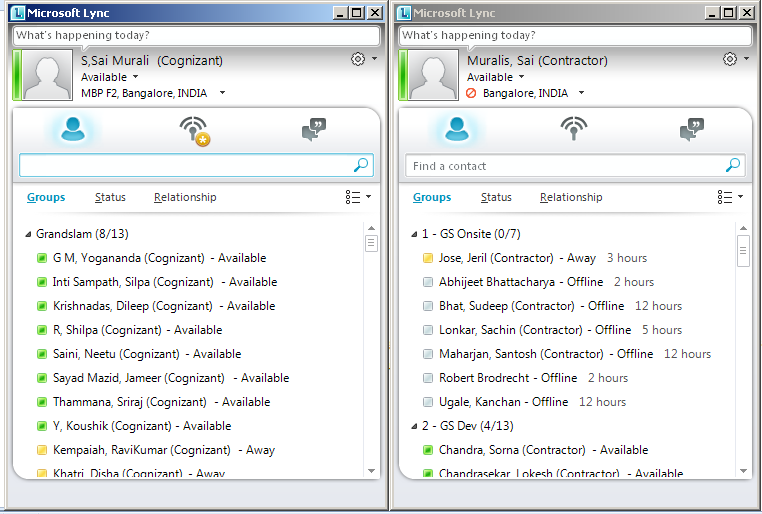 Microsoft Lync
What's happening today?
S,Sai Murali (Cognizant)
Available
MBP F2, Bangalore, INDIA
Groups Status Relationship
Grandslam (8/13)
G M, Yogananda (Cognizant) - Available
Inti Sampath, Silpa (Cognizant) - Available
Krishnadas, Dileep (Cognizant) - Available
R, Shilpa (Cognizant) - Available
Saini, Neetu (Cognizant) - Available
Sayad Mazid, Jameer (Cognizant) - Available
Thammana, Sriraj (Cognizant) - Available
Y, Koushik (Cognizant) - Available
Kempaiah, RaviKumar (Cognizant) - Away
Khatri, Disha (Cognizant) - Away
Microsoft Lync
What's happening today?
Muralis, Sai (Contractor)
Available
Bangalore, INDIA
Find a contact
Groups Status Relationship
1 - GS Onsite (0/7)
Jose, Jeril (Contractor) - Away 3 hours
Abhijeet Bhattacharya - Offline 2 hours
Bhat, Sudeep (Contractor) - Offline 12 hours
Lonkar, Sachin (Contractor) - Offline 5 hours
Maharjan, Santosh (Contractor) - Offline 12 hours
Robert Brodrecht - Offline 2 hours
Ugale, Kanchan - Offline 12 hours
2 - GS Dev (4/13)
Chandra, Sorna (Contractor) - Available
Chandrasekar, Lokesh (Contractor) - Available